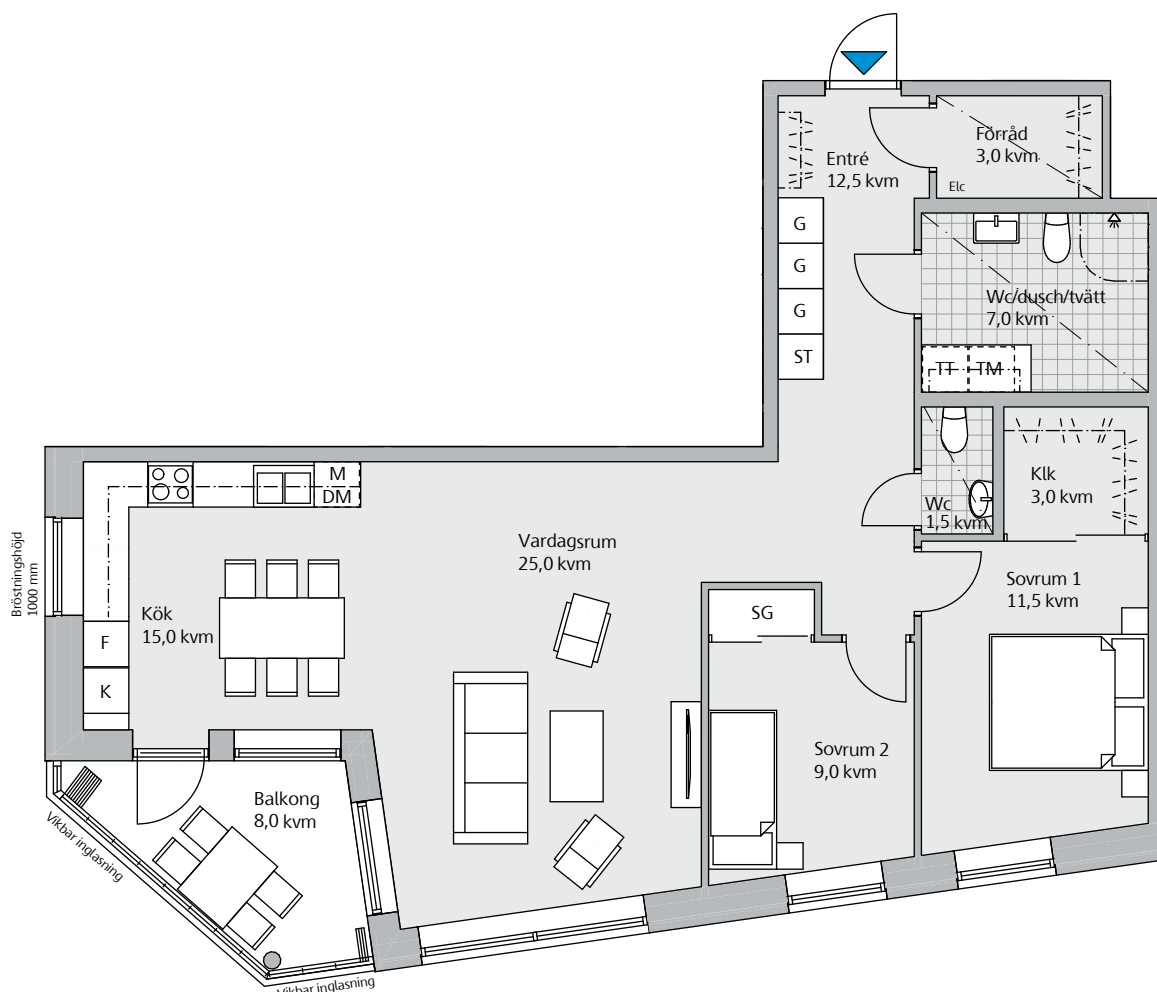 Förråd
3,0 kvm
Entré
12,5 kvm
Elc
G
G
G
ST
Wc/dusch/tvätt
7,0 kvm
TT
TM
M
DM
Wc
1,5 kvm
Klk
3,0 kvm
Vardagsrum
25,0 kvm
Bröstningshöjd
1000 mm
Kök
15,0 kvm
F
K
SG
Sovrum 1
11,5 kvm
Sovrum 2
9,0 kvm
Balkong
8,0 kvm
Vikbar inglasning
Vikbar inglasning